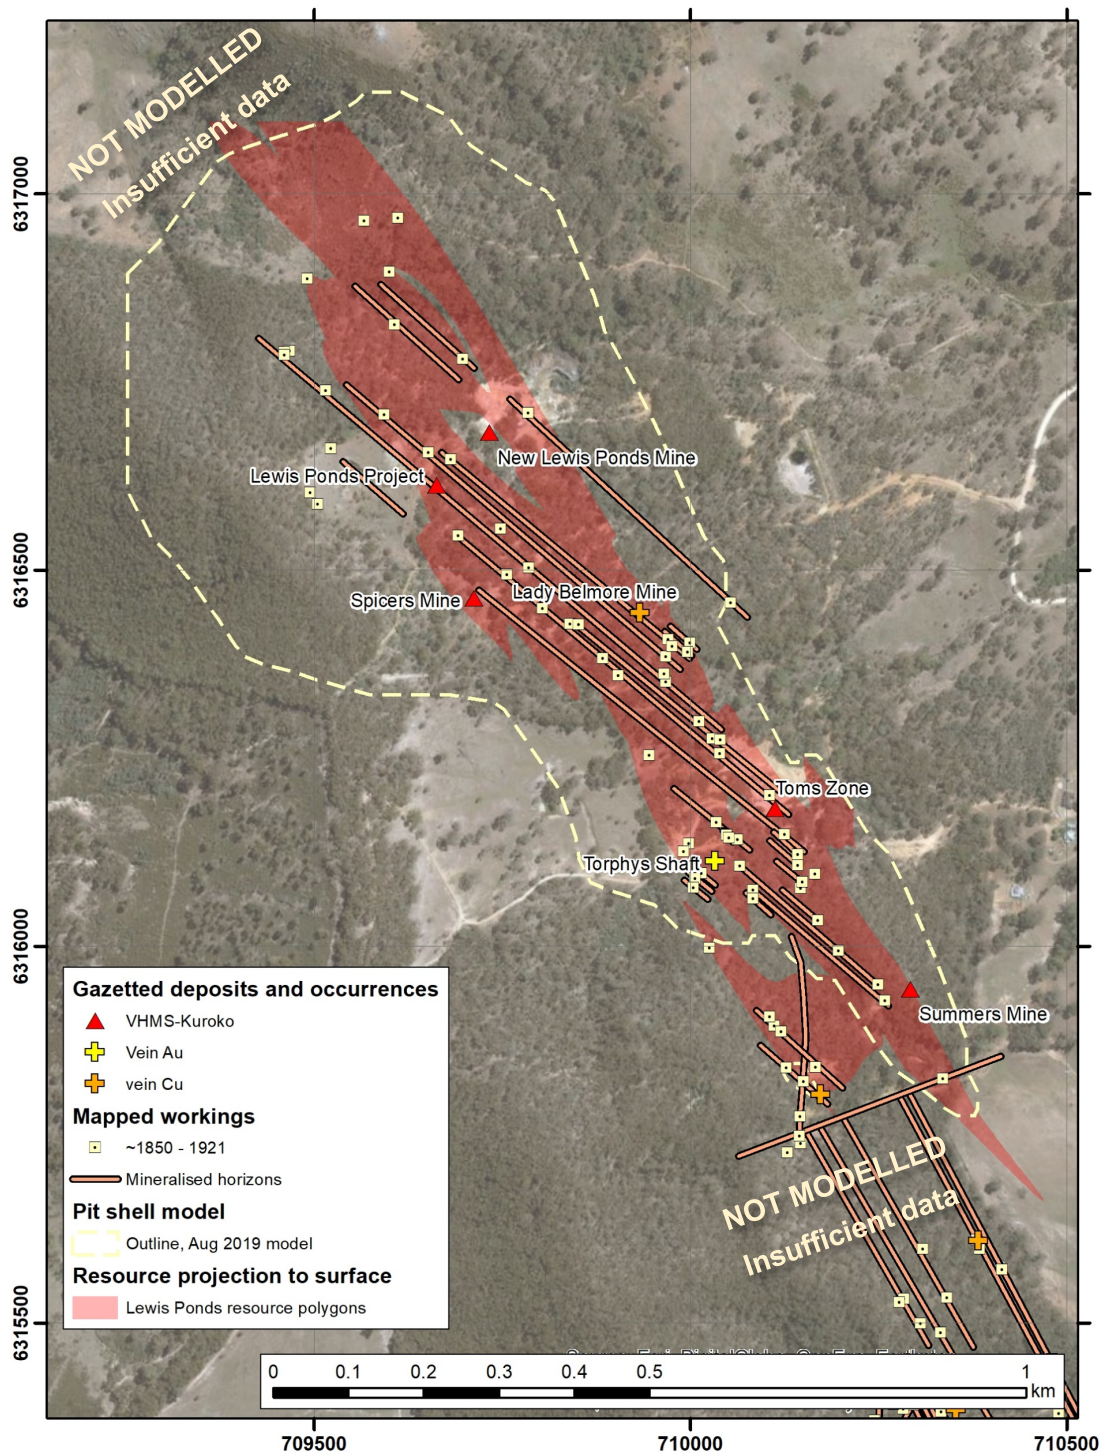 NOT MODELLED
Insufficient data
6317000
New Lewis Ponds Mine
Lewis Ponds Project
6316500
Lady Belmore Mine
Spicers Mine
Toms Zone
Torphys Shaft
6316000
Summers Mine
Gazetted deposits and occurrences
VHMS-Kuroko
Vein Au
vein Cu
Mapped workings
~1850 - 1921
Mineralised horizons
Pit shell model
Outline, Aug 2019 model
Resource projection to surface
Lewis Ponds resource polygons
NOT MODELLED
Insufficient data
6315500
0 0.1 0.2 0.3 0.4 0.5 1
km
709500 710000 710500